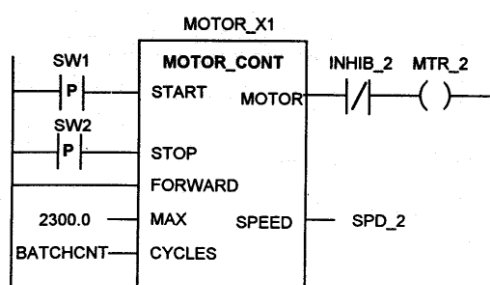 MOTOR_X1
SW1
MOTOR_CONT
INHIB_2
MTR_2
P
START
MOTOR
/
( )
SW2
P
STOP
FORWARD
2300.0
MAX
SPEED
SPD_2
BATCHCNT
CYCLES